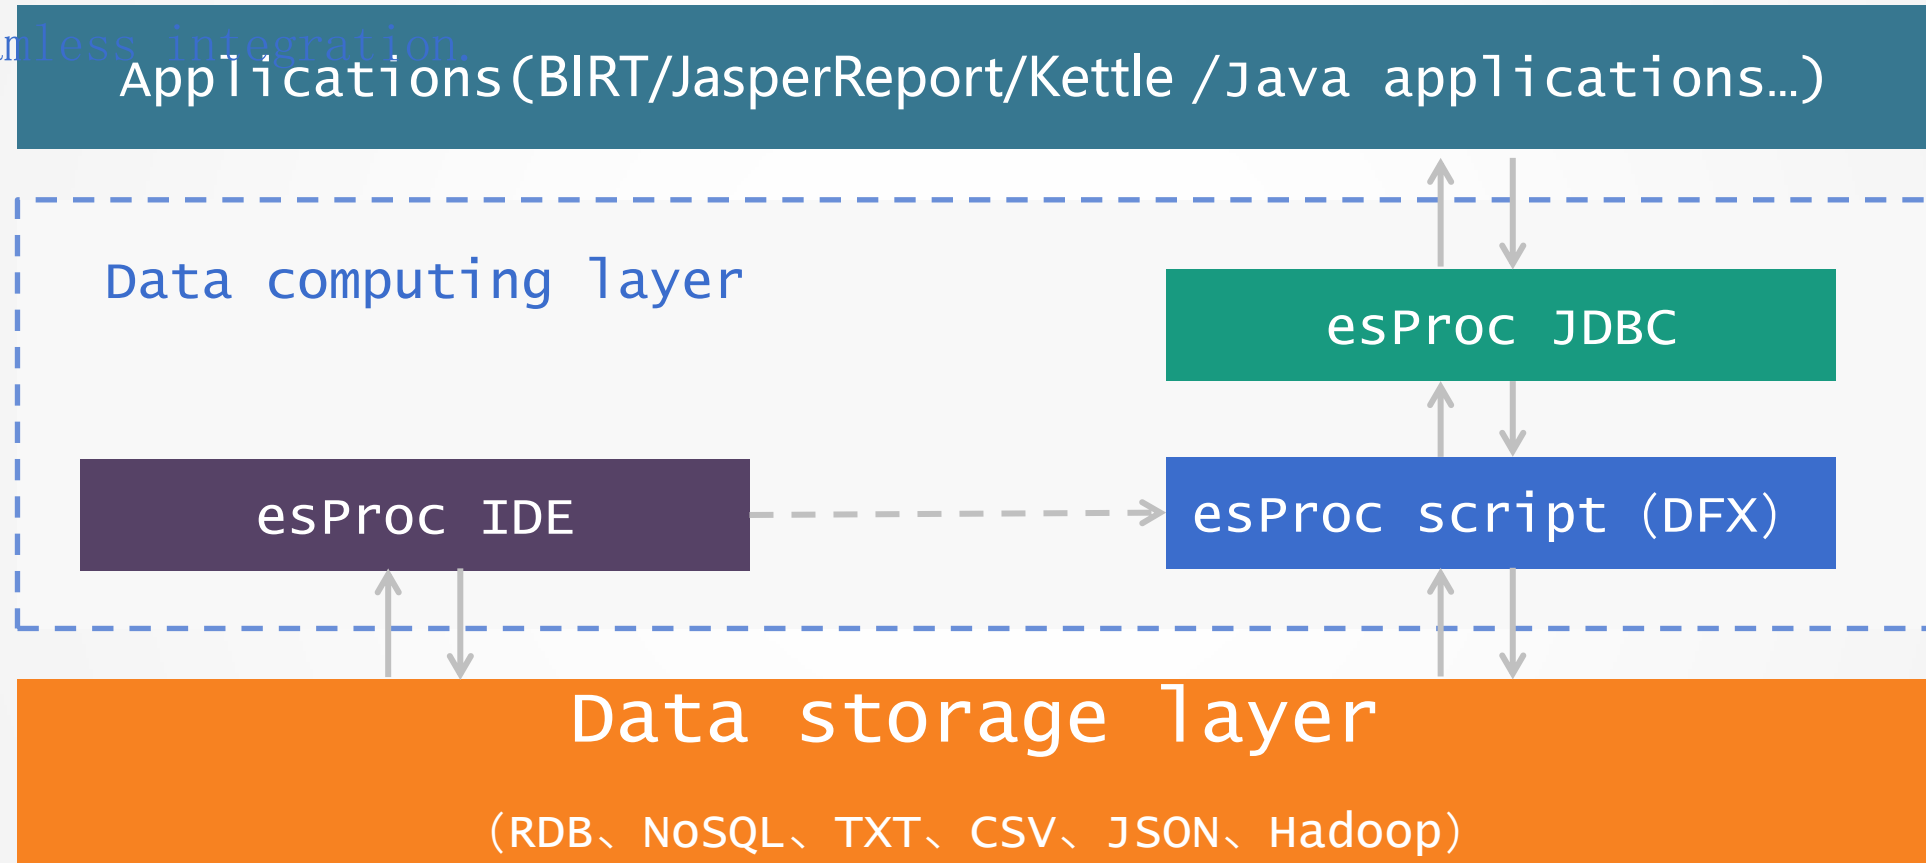 integration.
Applications(BIRT/JasperReport/Kettle /Java applications…)
Data computing layer
esProc JDBC
esProc IDE
esProc script（DFX）
Data storage layer
（RDB、NoSQL、TXT、CSV、JSON、Hadoop）